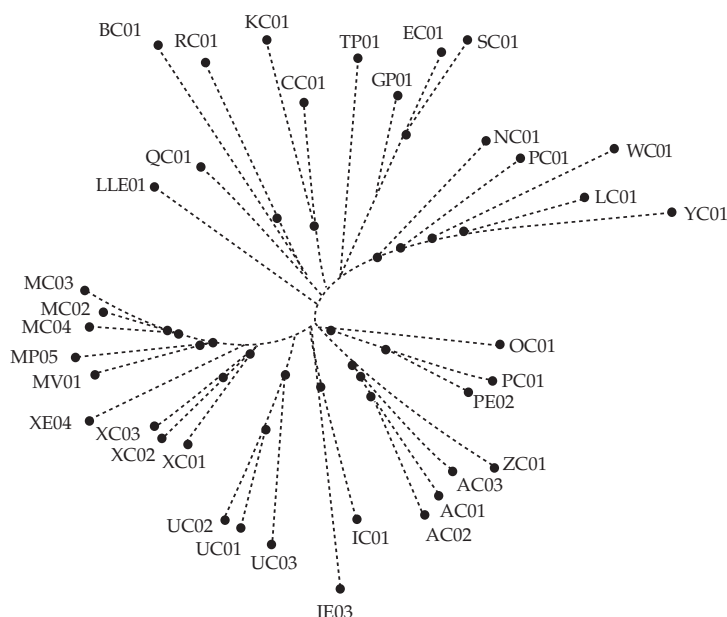 KC01
BC01
RC01
TP01
EC01
SC01
CC01
GP01
NC01
PC01
WC01
QC01
LLE01
LC01
YC01
MC03
MC02
MC04
MP05
MV01
OC01
PC01
PE02
XE04
XC03
XC02
XC01
ZC01
AC03
AC01
AC02
UC02
UC01
UC03
IC01
IE03